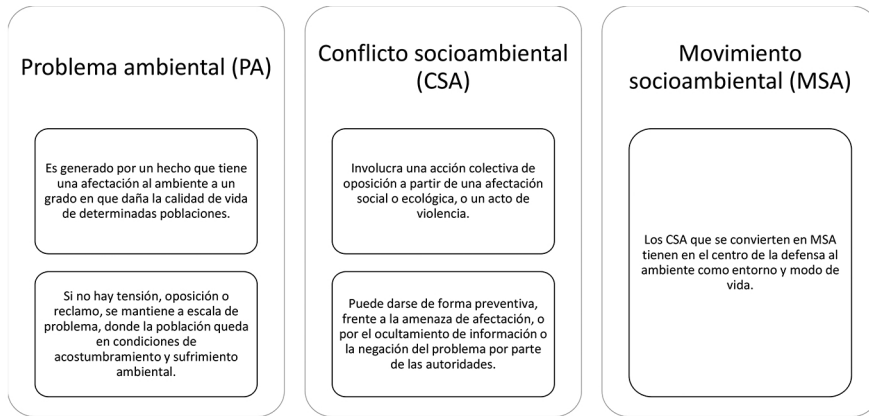 Problema ambiental (PA)
Es generado por un hecho que tiene
una afectación al ambiente a un
grado en que daña la calidad de vida
de determinadas poblaciones.
Si no hay tensión, oposición o
reclamo, se mantiene a escala de
problema, donde la población queda
en condiciones de
acostumbramiento y sufrimiento
ambiental.
Conflicto socioambiental
(CSA)
Involucra una acción colectiva de
oposición a partir de una afectación
social o ecológica, o un acto de
violencia.
Puede darse de forma preventiva,
frente a la amenaza de afectación, o
por el ocultamiento de información o
la negación del problema por parte
de las autoridades.
Movimiento
socioambiental (MSA)
Los CSA que se convierten en MSA
tienen en el centro de la defensa al
ambiente como entorno y modo de
vida.